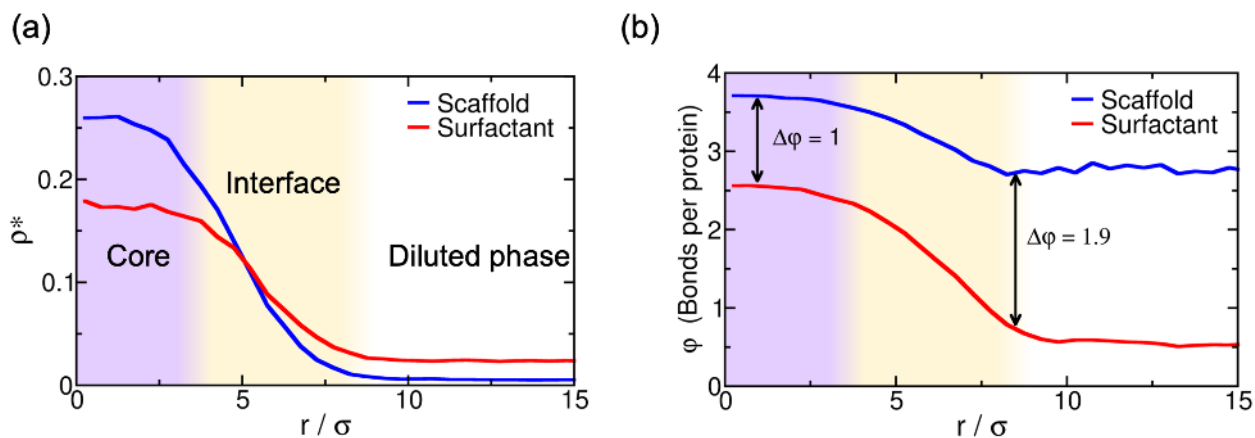 (a)
0.3
0.2
0.1
0
ρ*
Scaffold
Surfactant
Interface
Core
Diluted phase
0
5
10
15
r / σ
(b)
4
3
2
1
0
φ (Bonds per protein)
Scaffold
Surfactant
Δφ = 1
Δφ = 1.9
0
5
10
15
r / σ